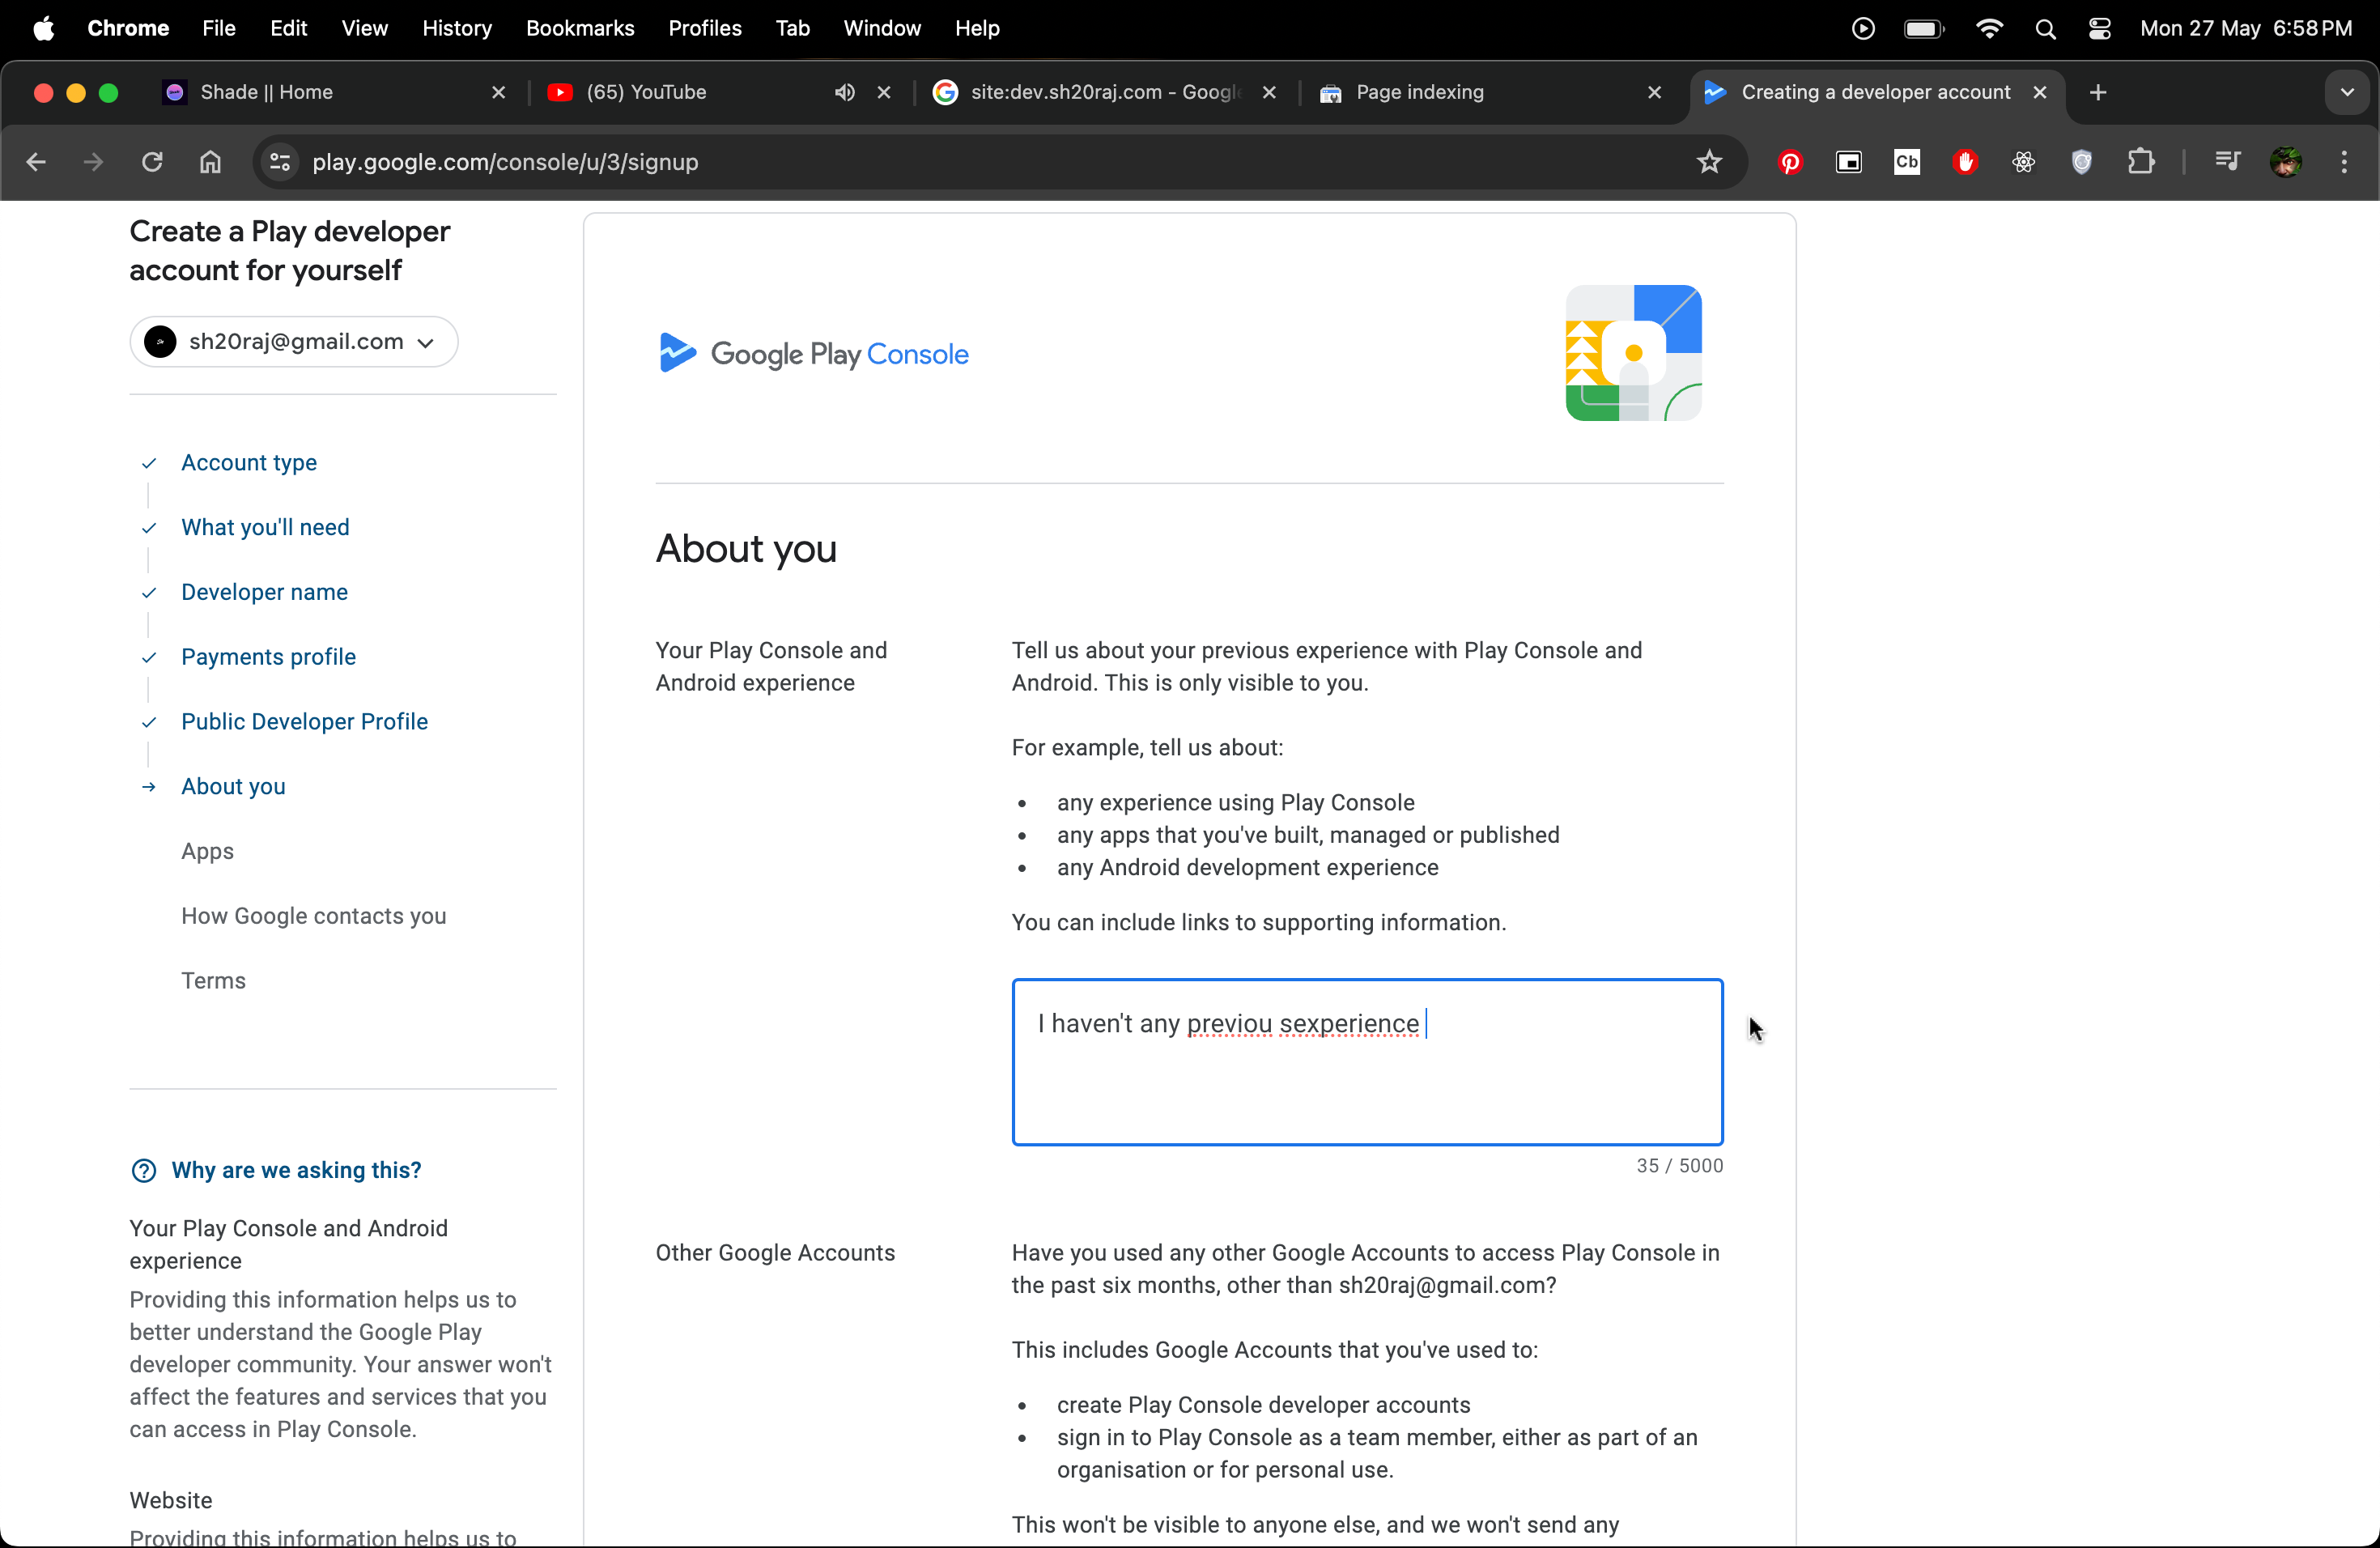 Chrome File Edit View History Bookmarks Profiles Tab Window Help Mon 27 May 6:58 PM
Shade || Home (65) YouTube site:dev.sh20raj.com - Google Page indexing Creating a developer account
play.google.com/console/u/3/signup
Cb
Create a Play developer
account for yourself
sh20raj@gmail.com
Account type
What you'll need
Developer name
Payments profile
Public Developer Profile
About you
Apps
How Google contacts you
Terms
Why are we asking this?
Your Play Console and Android
experience
Providing this information helps us to
better understand the Google Play
developer community. Your answer won't
affect the features and services that you
can access in Play Console.
Website
Providing this information helps us to
Google Play Console
About you
Your Play Console and
Android experience
Tell us about your previous experience with Play Console and
Android. This is only visible to you.
For example, tell us about:
• any experience using Play Console
• any apps that you've built, managed or published
• any Android development experience
You can include links to supporting information.
I haven't any previou sexperience
35 / 5000
Other Google Accounts
Have you used any other Google Accounts to access Play Console in
the past six months, other than sh20raj@gmail.com?
This includes Google Accounts that you've used to:
• create Play Console developer accounts
• sign in to Play Console as a team member, either as part of an
organisation or for personal use.
This won't be visible to anyone else, and we won't send any